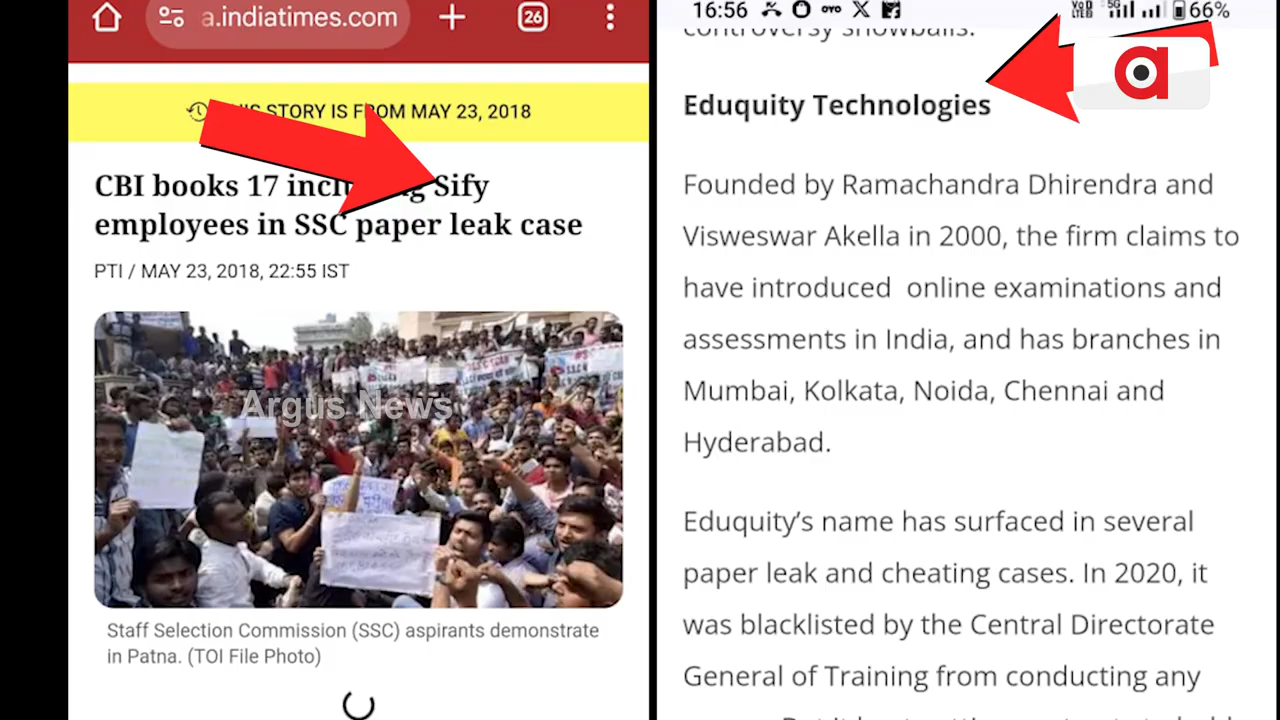 a.indiatimes.com
26
STORY IS FROM MAY 23, 2018
CBI books 17 Sify
employees in SSC paper leak case
PTI / MAY 23, 2018, 22:55 IST
Argus News
Staff Selection Commission (SSC) aspirants demonstrate
in Patna. (TOI File Photo)
16:56 OYO X 5G 66%
controversy snowballs.
a
Eduquity Technologies
Founded by Ramachandra Dhirendra and
Visweswar Akella in 2000, the firm claims to
have introduced online examinations and
assessments in India, and has branches in
Mumbai, Kolkata, Noida, Chennai and
Hyderabad.
Eduquity’s name has surfaced in several
paper leak and cheating cases. In 2020, it
was blacklisted by the Central Directorate
General of Training from conducting any